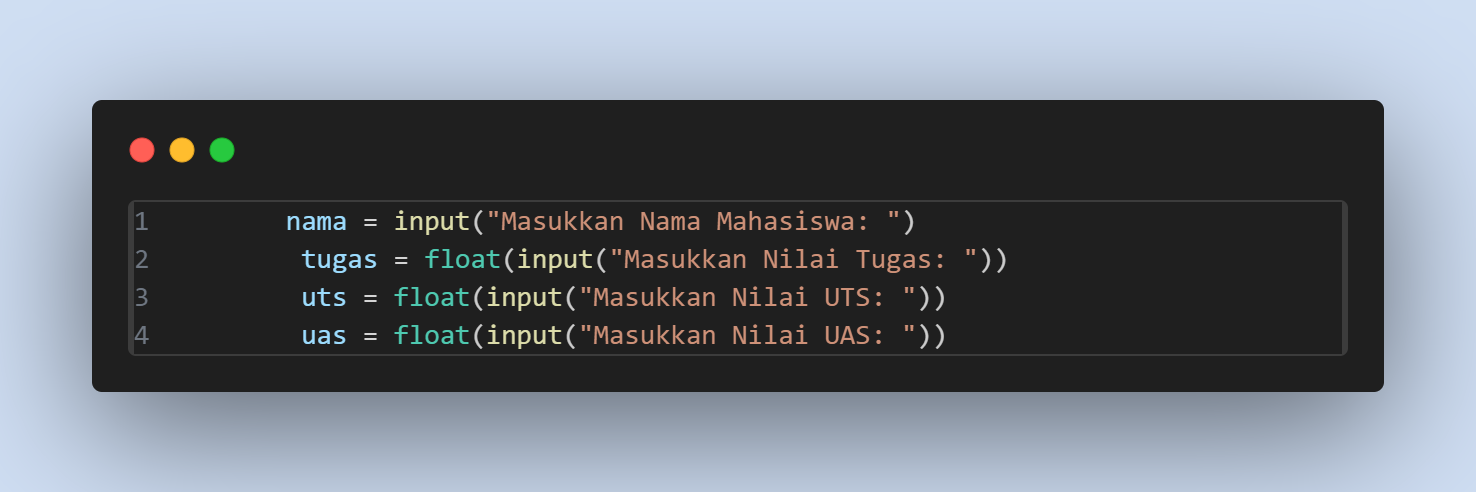 1 nama = input("Masukkan Nama Mahasiswa: ")
2 tugas = float(input("Masukkan Nilai Tugas: "))
3 uts = float(input("Masukkan Nilai UTS: "))
4 uas = float(input("Masukkan Nilai UAS: "))